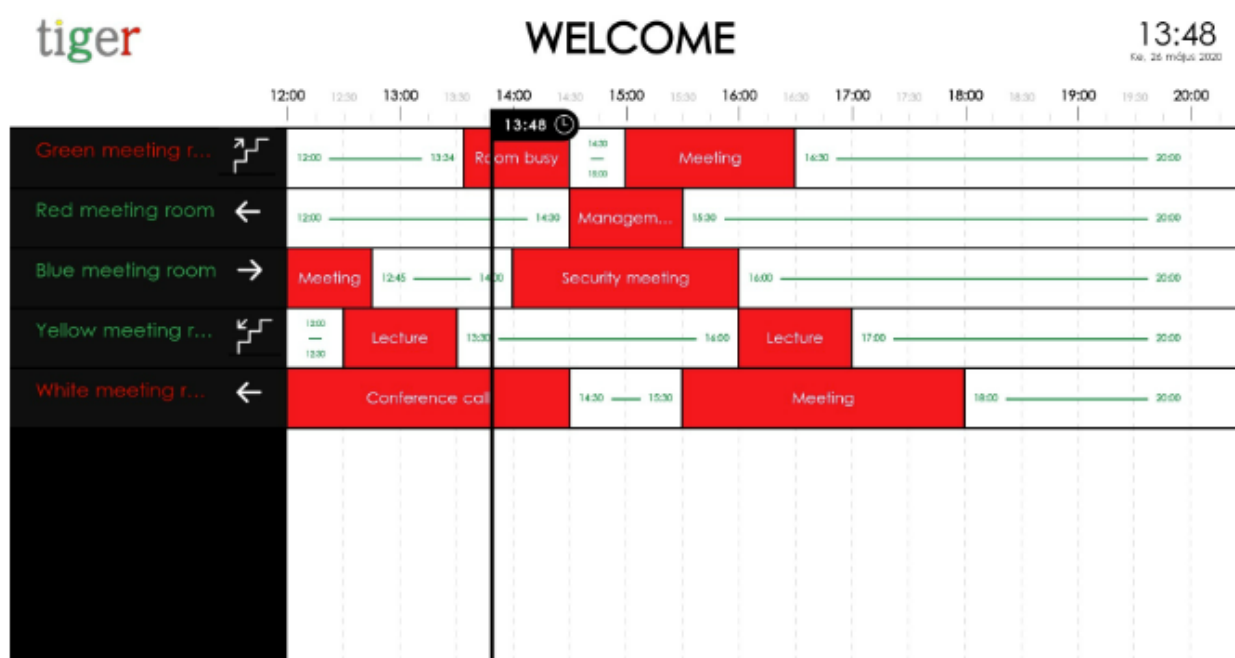 tiger
WELCOME
13:48
Ke, 26 május 2020
12:00 12:30 13:00 13:30 14:00 14:30 15:00 15:30 16:00 16:30 17:00 17:30 18:00 18:30 19:00 19:30 20:00
13:48
Green meeting r... 12:00 13:34 Room busy 14:30 15:00 Meeting 16:30 20:00
Red meeting room 12:00 14:30 Managem... 15:30 20:00
Blue meeting room Meeting 12:45 14:00 Security meeting 16:00 20:00
Yellow meeting r... 12:00 12:30 Lecture 13:30 16:00 Lecture 17:00 20:00
White meeting r... Conference call 14:30 15:30 Meeting 18:00 20:00